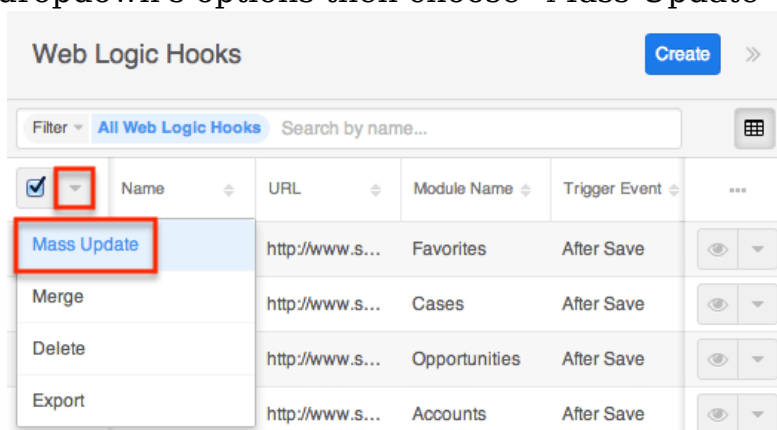 dropdown's options then choose "Mass Update"
Web Logic Hooks
Create
Filter All Web Logic Hooks Search by name...
Name URL Module Name Trigger Event
Mass Update http://www.s... Favorites After Save
Merge http://www.s... Cases After Save
Delete http://www.s... Opportunities After Save
Export http://www.s... Accounts After Save